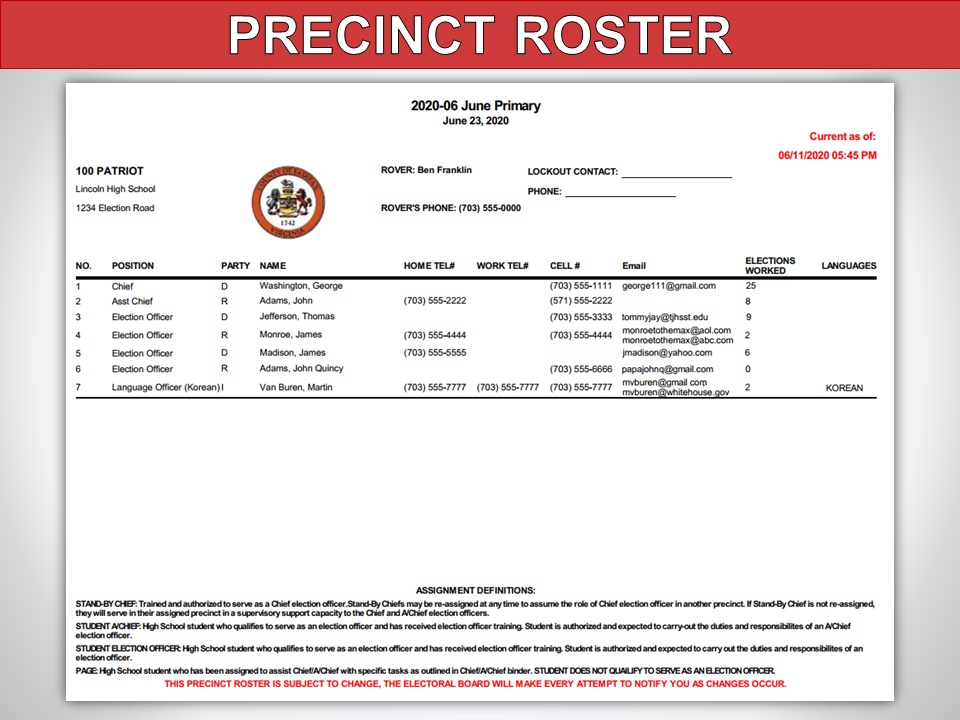 PRECINCT ROSTER
2020-06 June Primary
June 23, 2020
Current as of:
06/11/2020 05:45 PM
100 PATRIOT
Lincoln High School
1234 Election Road
COUNTY OF FAIRFAX
1742
VIRGINIA
ROVER: Ben Franklin
ROVER'S PHONE: (703) 555-0000
LOCKOUT CONTACT:
PHONE:
NO. POSITION PARTY NAME HOME TEL# WORK TEL# CELL # Email ELECTIONS WORKED LANGUAGES
1 Chief D Washington, George (703) 555-1111 george111@gmail.com 25
2 Asst Chief R Adams, John (703) 555-2222 (571) 555-2222 8
3 Election Officer D Jefferson, Thomas (703) 555-3333 tommyjay@tjhsst.edu 9
4 Election Officer R Monroe, James (703) 555-4444 (703) 555-4444 monroetothemax@aol.com 2
monroetothemax@abc.com
5 Election Officer D Madison, James (703) 555-5555 jmadison@yahoo.com 6
6 Election Officer R Adams, John Quincy (703) 555-6666 papajohnq@gmail.com 0
7 Language Officer (Korean) I Van Buren, Martin (703) 555-7777 (703) 555-7777 (703) 555-7777 mvburen@gmail com 2 KOREAN
mvburen@whitehouse.gov
ASSIGNMENT DEFINITIONS:
STAND-BY CHIEF: Trained and authorized to serve as a Chief election officer.Stand-By Chiefs may be re-assigned at any time to assume the role of Chief election officer in another precinct. If Stand-By Chief is not re-assigned,
they will serve in their assigned precinct in a supervisory support capacity to the Chief and A/Chief election officers.
STUDENT A/CHIEF: High School student who qualifies to serve as an election officer and has received election officer training. Student is authorized and expected to carry-out the duties and responsibilites of an A/Chief
election officer.
STUDENT ELECTION OFFICER: High School student who qualifies to serve as an election officer and has received election officer training. Student is authorized and expected to carry out the duties and responsibilites of an
election officer.
PAGE: High School student who has been assigned to assist Chief/A/Chief with specific tasks as outlined in Chief/A/Chief binder. STUDENT DOES NOT QUALIFY TO SERVE AS AN ELECTION OFFICER.
THIS PRECINCT ROSTER IS SUBJECT TO CHANGE, THE ELECTORAL BOARD WILL MAKE EVERY ATTEMPT TO NOTIFY YOU AS CHANGES OCCUR.